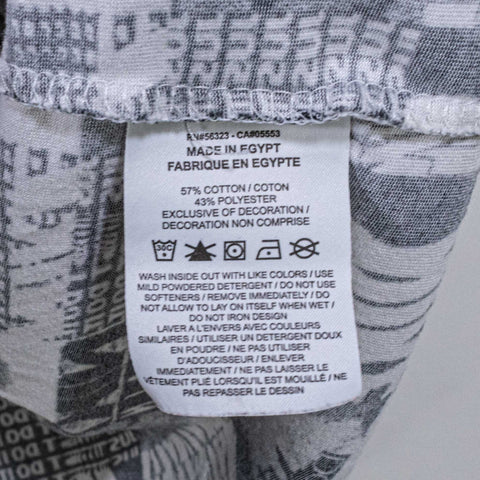 RN#56323 - CA#05553
MADE IN EGYPT
FABRIQUE EN EGYPTE
57% COTTON / COTON
43% POLYESTER
EXCLUSIVE OF DECORATION /
DECORATION NON COMPRISE
30C
WASH INSIDE OUT WITH LIKE COLORS / USE
MILD POWDERED DETERGENT / DO NOT USE
SOFTENERS / REMOVE IMMEDIATELY / DO
NOT ALLOW TO LAY ON ITSELF WHEN WET /
DO NOT IRON DESIGN
LAVER A L'ENVERS AVEC COULEURS
SIMILAIRES / UTILISER UN DETERGENT DOUX
EN POUDRE / NE PAS UTILISER
D'ADOUCISSEUR / ENLEVER
IMMEDIATEMENT / NE PAS LAISSER LE
VÊTEMENT PLIÉ LORSQU'IL EST MOUILLÉ / NE
PAS REPASSER LE DESSIN